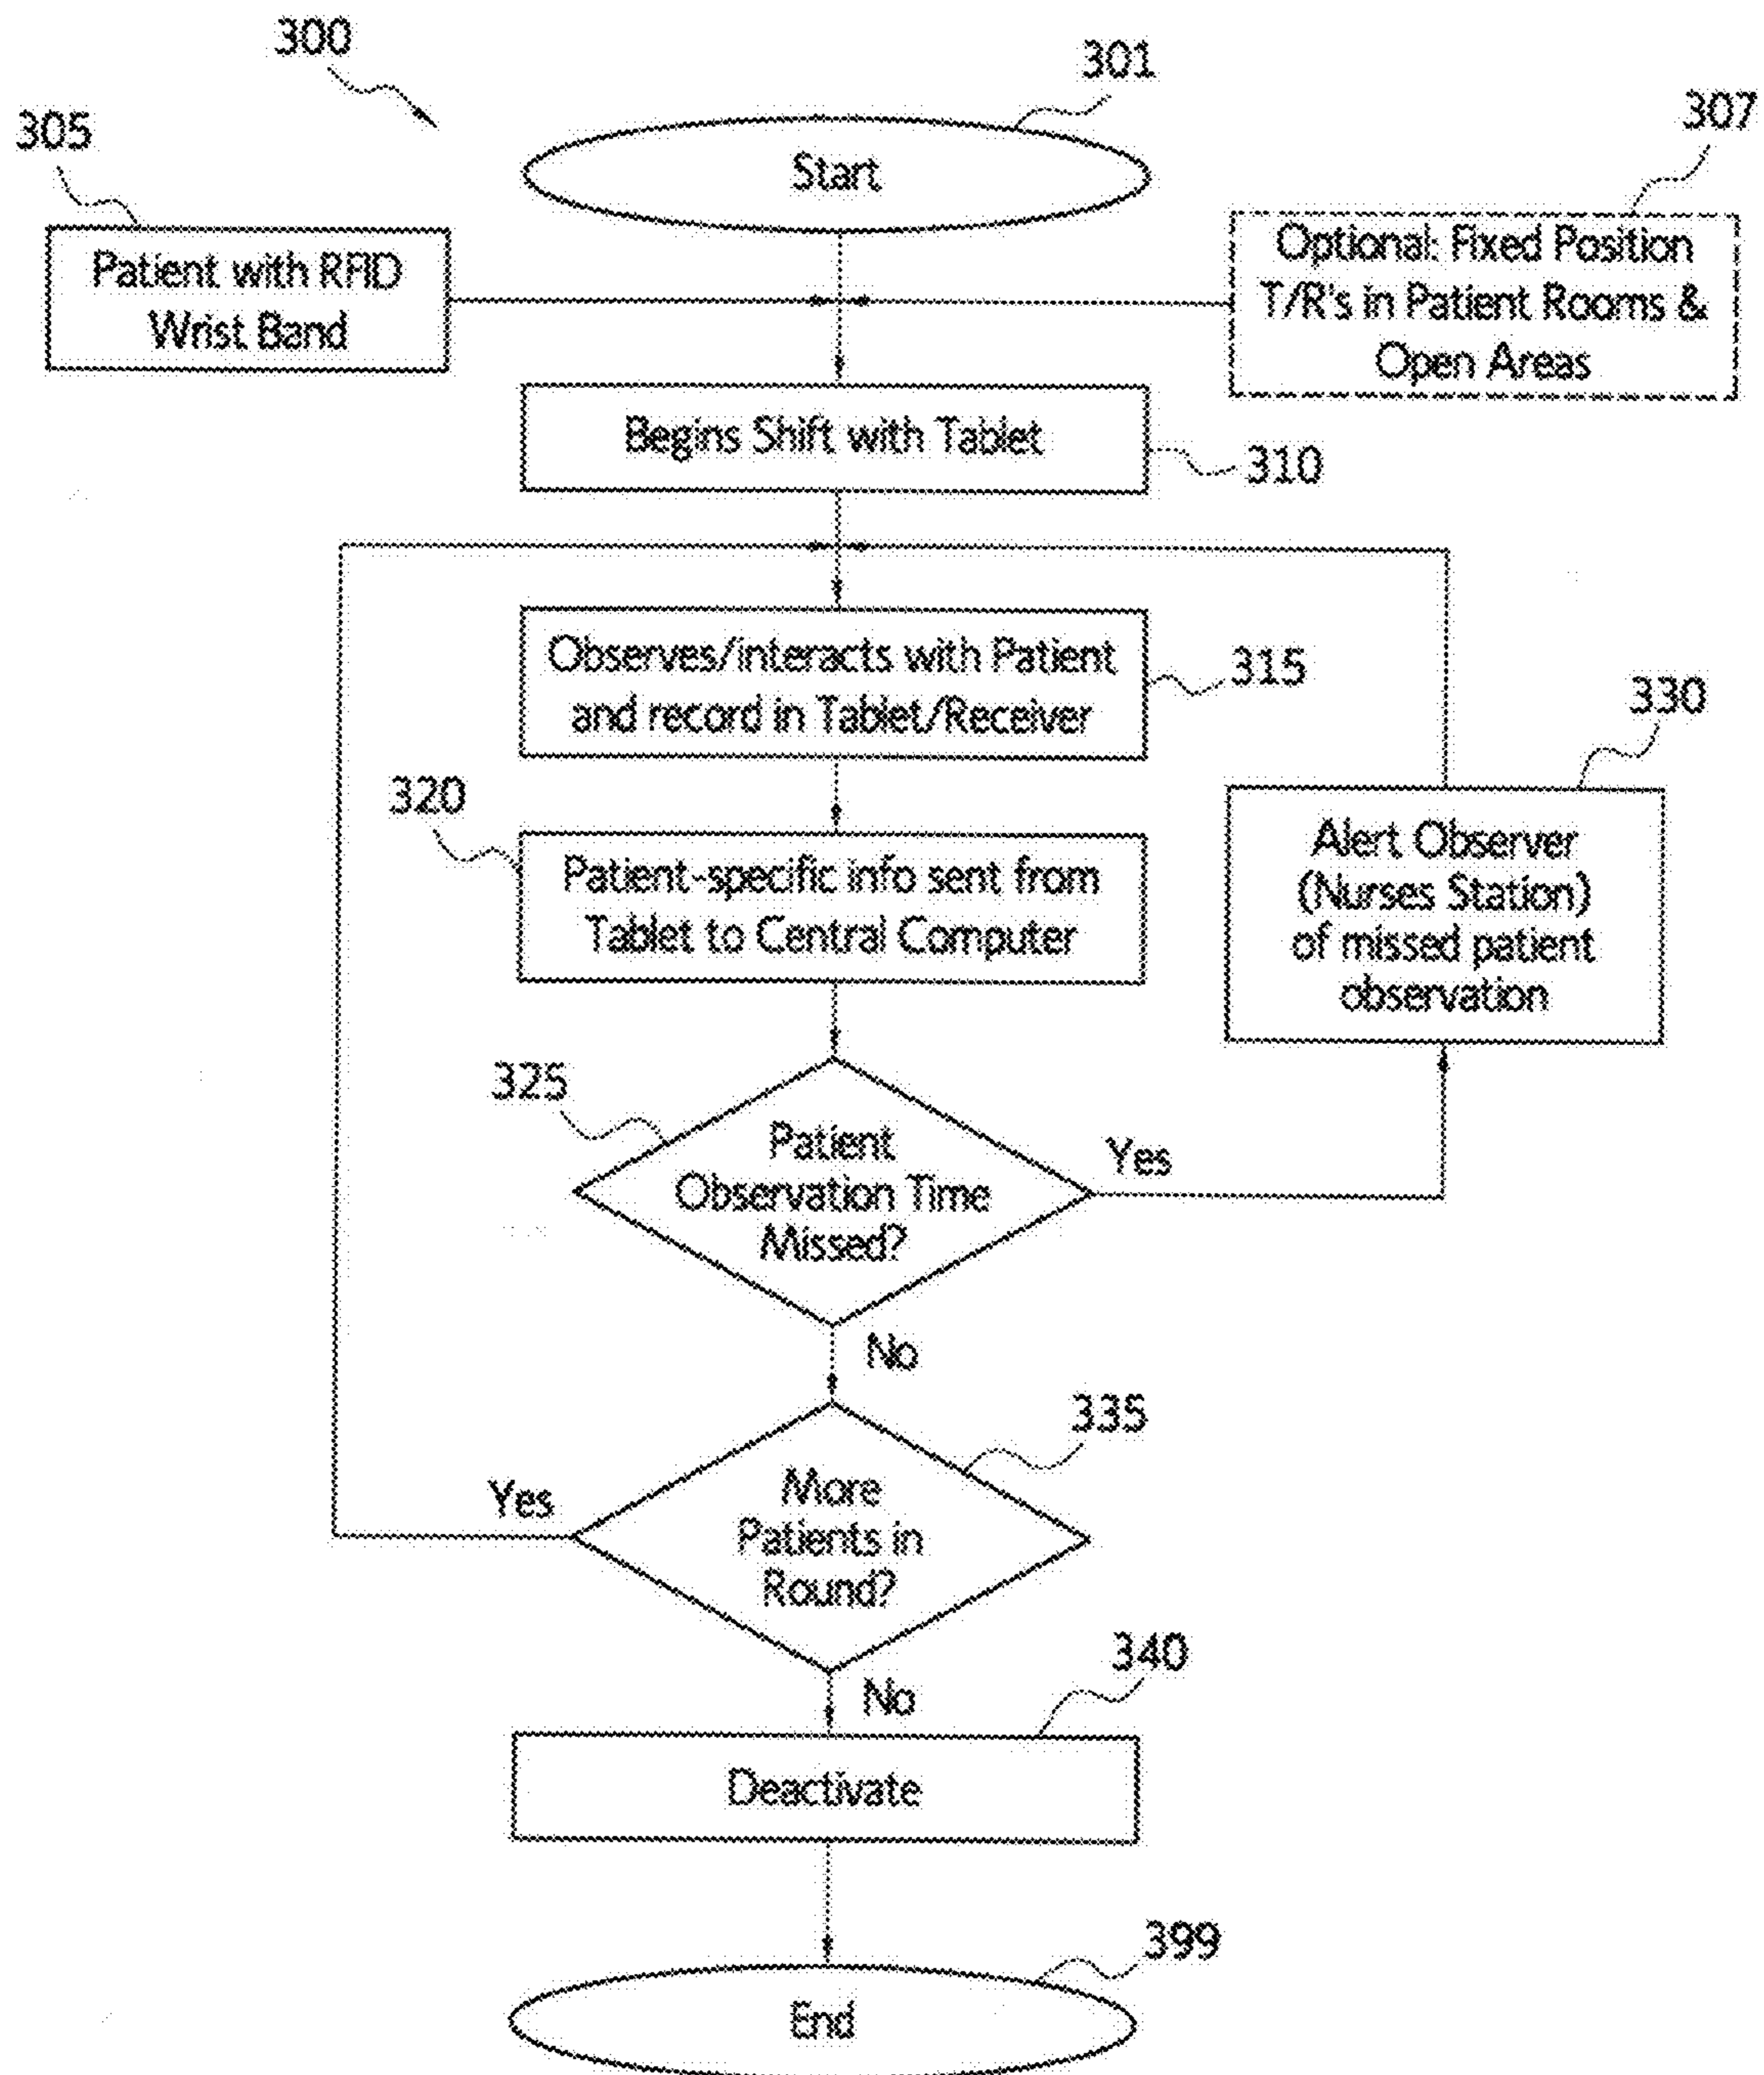 300
301
305
307
Start
Patient with RFID
Wrist Band
Optional: Fixed Position
T/R's in Patient Rooms &
Open Areas
Begins Shift with Tablet
310
Observes/interacts with Patient
and record in Tablet/Receiver
315
330
320
Patient-specific info sent from
Tablet to Central Computer
Alert Observer
(Nurses Station)
of missed patient
observation
325
Patient
Observation Time
Missed?
Yes
No
335
More
Patients in
Round?
Yes
No
340
Deactivate
399
End